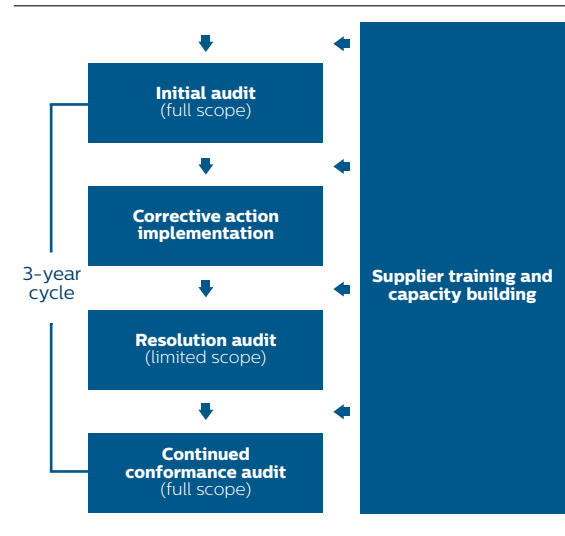 Initial audit
(full scope)
Corrective action
implementation
3-year
cycle
Supplier training and
capacity building
Resolution audit
(limited scope)
Continued
conformance audit
(full scope)